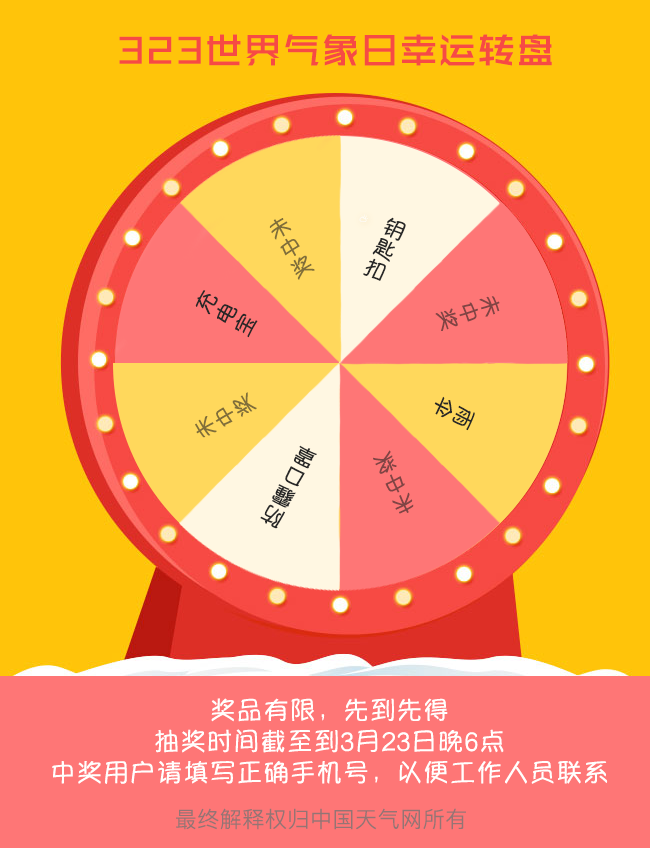 323世界气象日幸运转盘
未中奖
钥匙扣
充电宝
未中奖
未中奖
雨伞
防霾口罩
未中奖
奖品有限，先到先得
抽奖时间截至到3月23日晚6点
中奖用户请填写正确手机号，以便工作人员联系
最终解释权归中国天气网所有